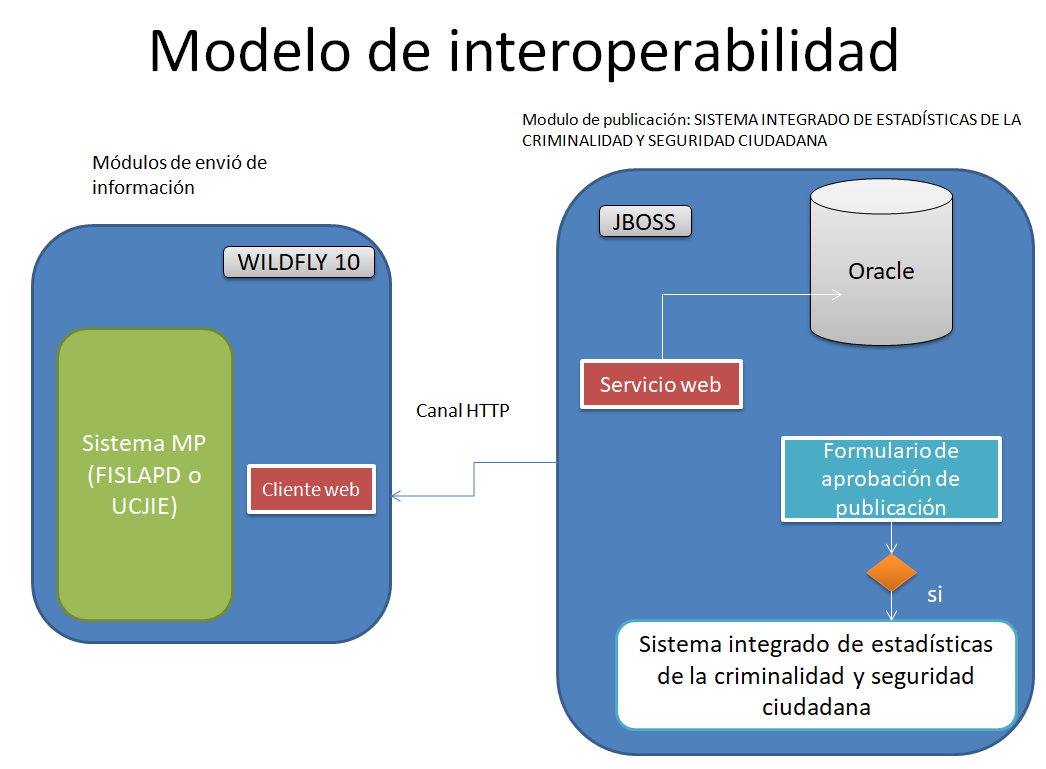 Modelo de interoperabilidad
Modulo de publicación: SISTEMA INTEGRADO DE ESTADÍSTICAS DE LA
CRIMINALIDAD Y SEGURIDAD CIUDADANA
Módulos de envió de
información
WILDFLY 10
Sistema MP
(FISLAPD o
UCJIE)
Cliente web
Canal HTTP
JBOSS
Oracle
Servicio web
Formulario de
aprobación de
publicación
si
Sistema integrado de estadísticas
de la criminalidad y seguridad
ciudadana